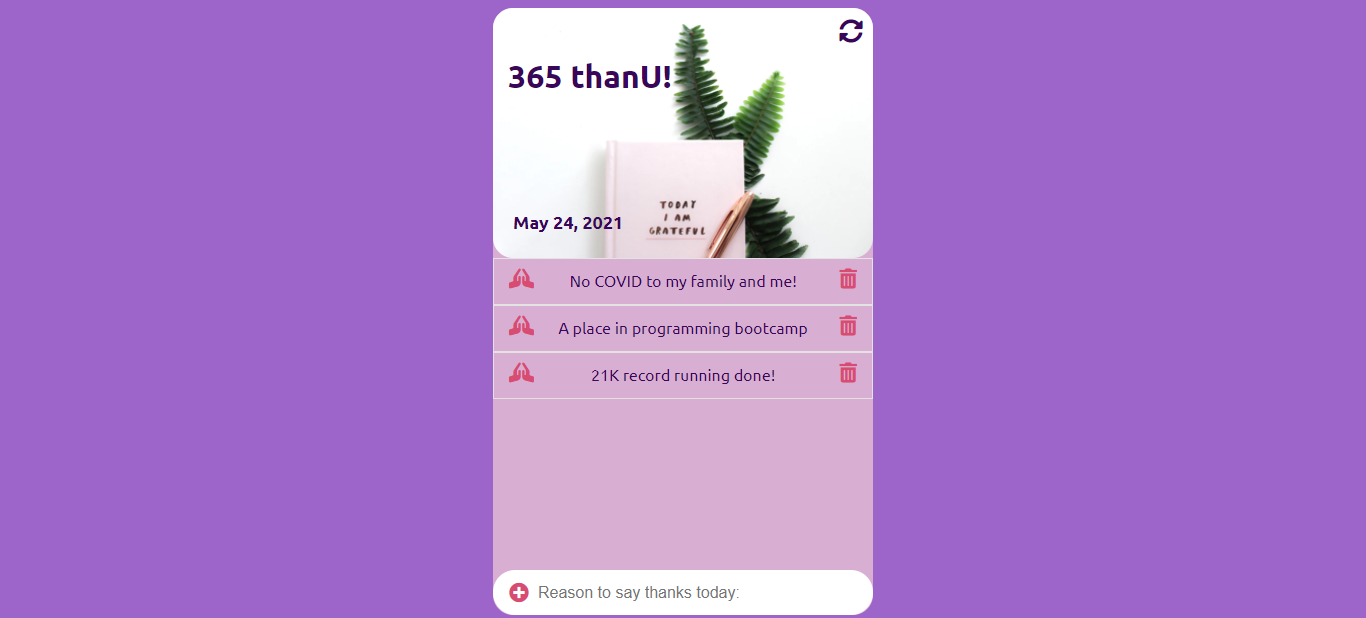 365 thanU!
TODAY
I AM
GRATEFUL
May 24, 2021
No COVID to my family and me!
A place in programming bootcamp
21K record running done!
Reason to say thanks today: